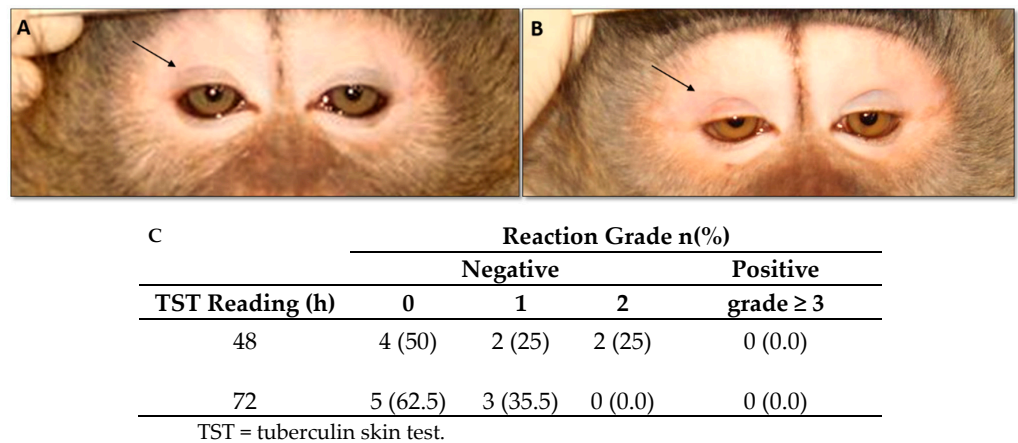 A
B
C
Reaction Grade n(%)
Negative Positive
TST Reading (h) 0 1 2 grade ≥ 3
48 4 (50) 2 (25) 2 (25) 0 (0.0)
72 5 (62.5) 3 (35.5) 0 (0.0) 0 (0.0)
TST = tuberculin skin test.